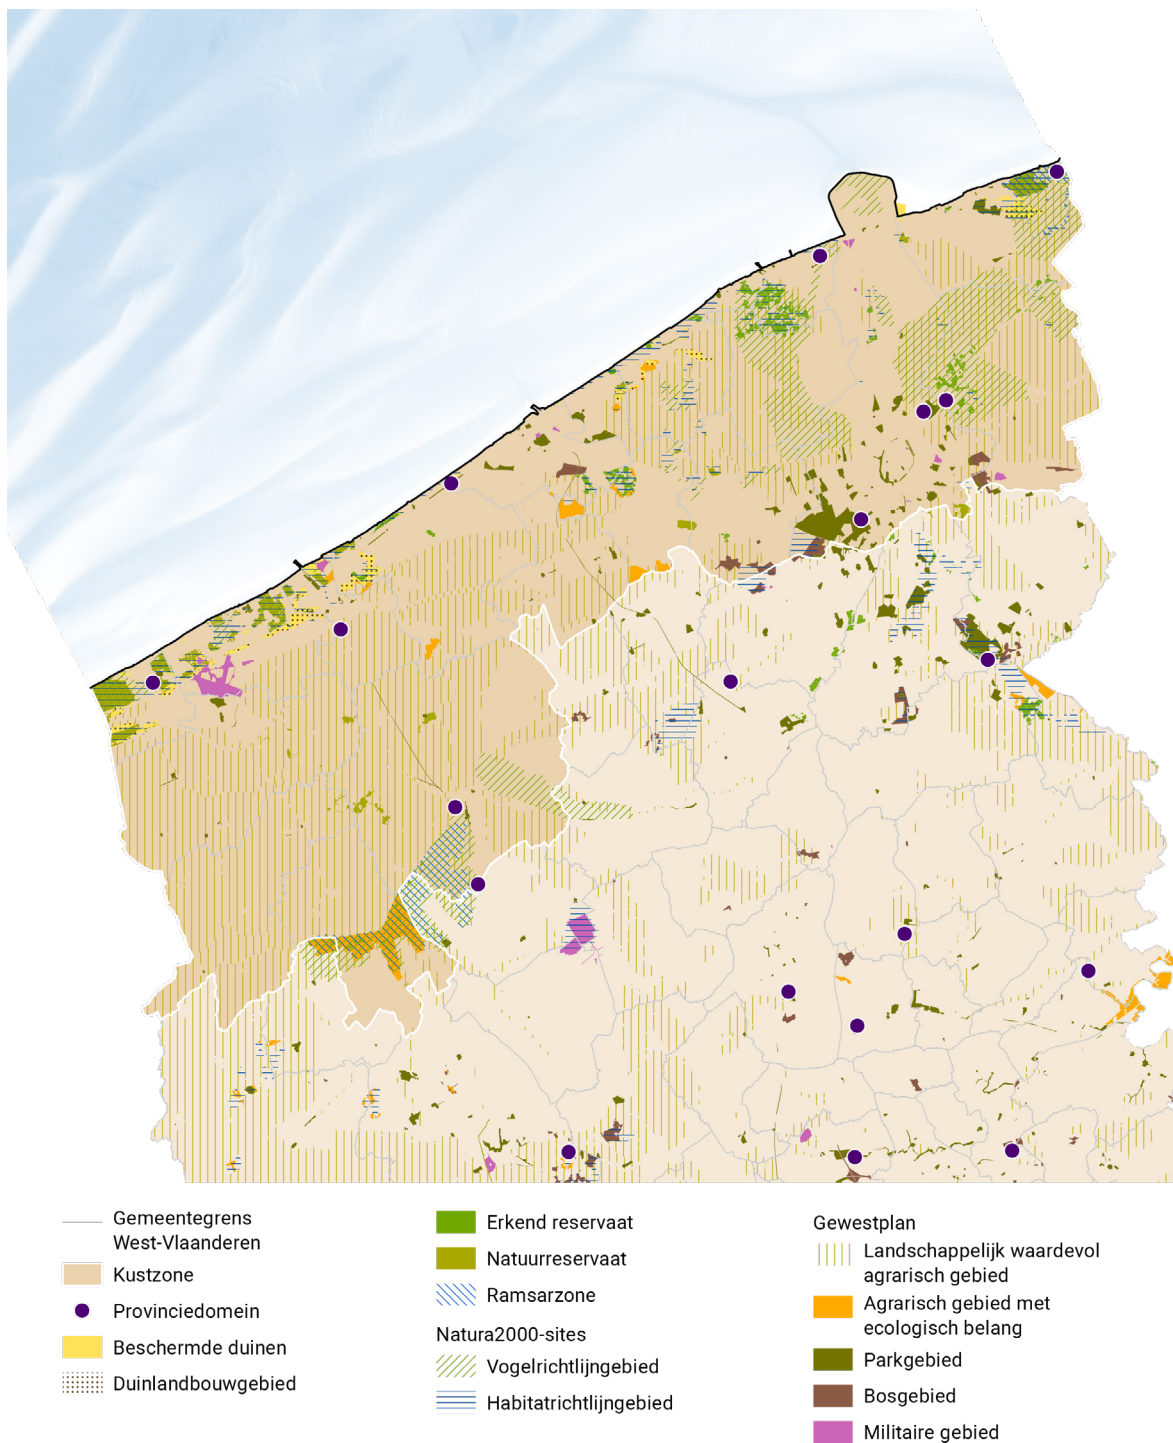 Gemeentegrens
West-Vlaanderen
Kustzone
Provinciedomein
Beschermde duinen
Duinlandbouwgebied
Erkend reservaat
Natuurreservaat
Ramsarzone
Natura2000-sites
Vogelrichtlijngebied
Habitatrichtlijngebied
Gewestplan
Landschappelijk waardevol
agrarisch gebied
Agrarisch gebied met
ecologisch belang
Parkgebied
Bosgebied
Militaire gebied